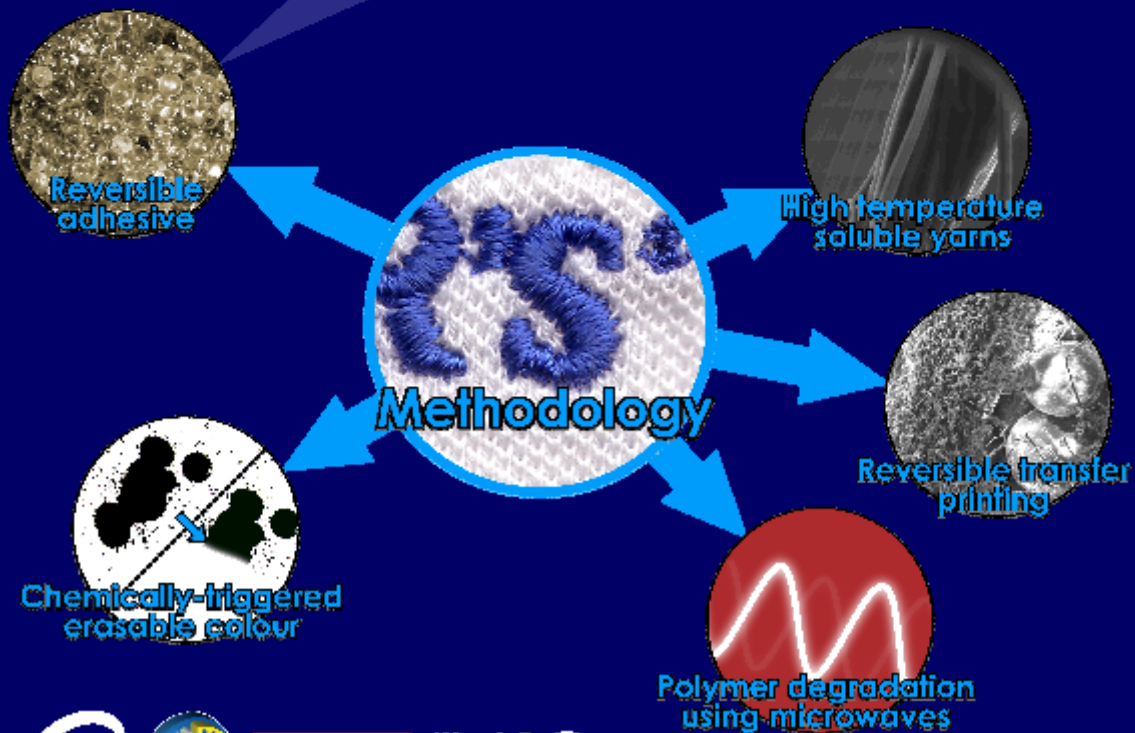 Reversible
adhesive
High temperature
soluble yarns
Methodology
Reversible transfer
printing
Chemically-triggered
erasable colour
Polymer degradation
using microwaves